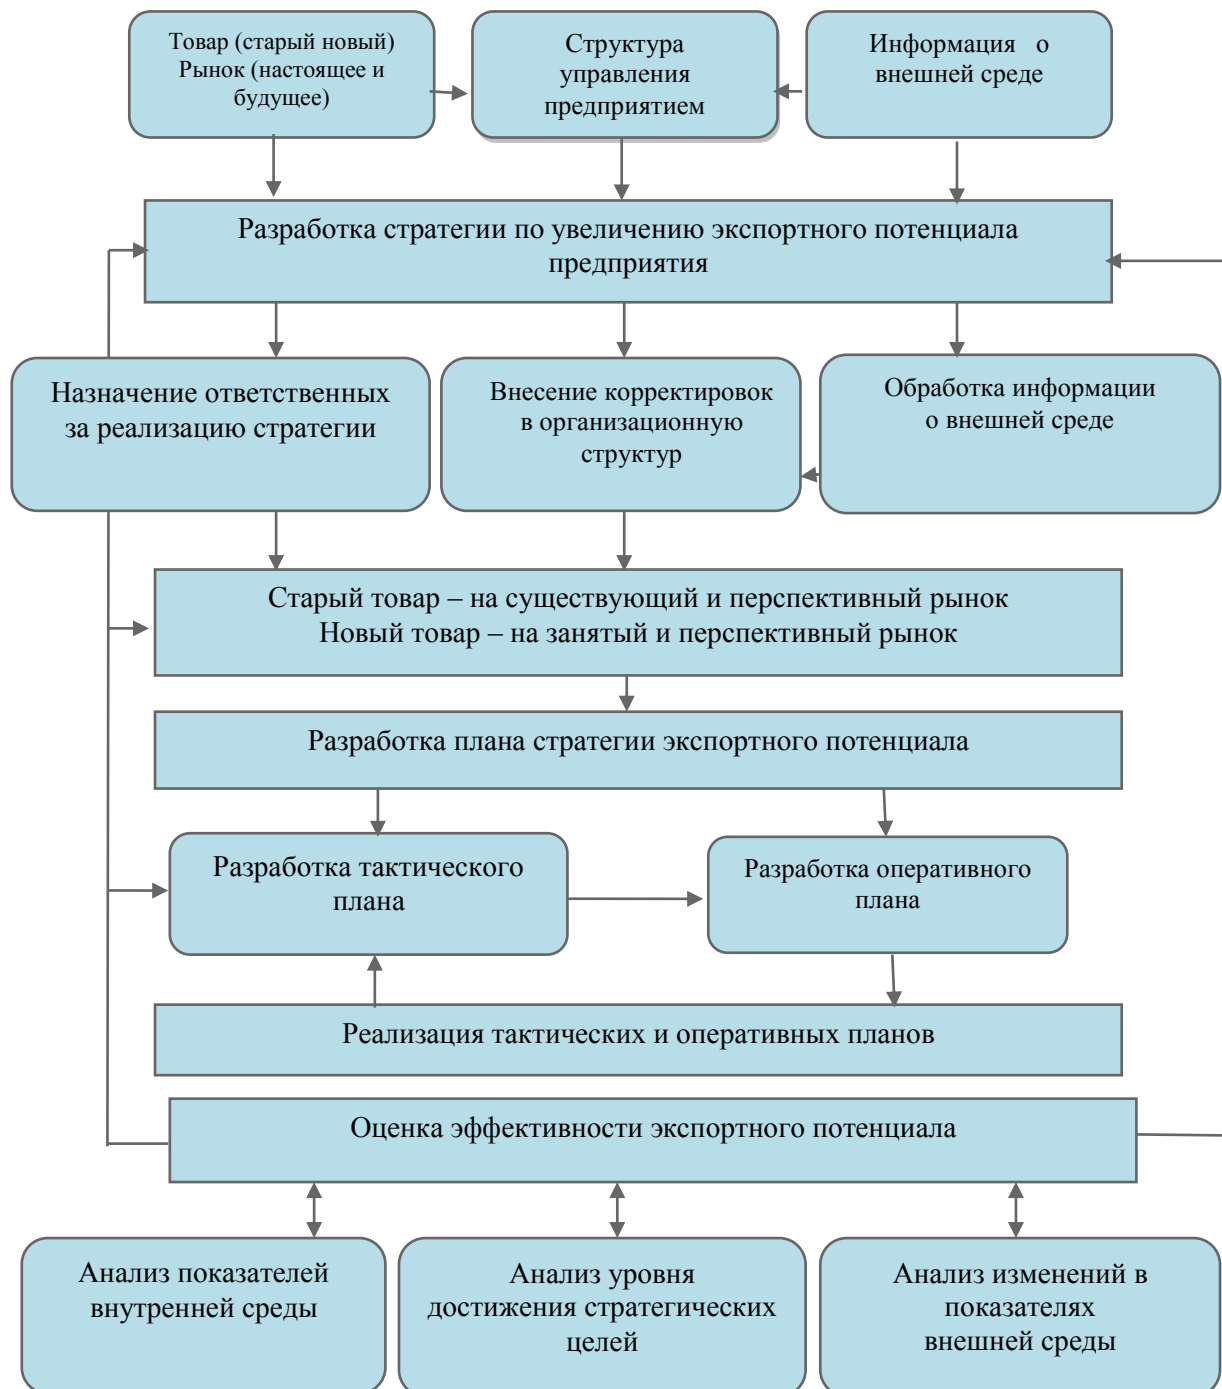 Товар (старый новый)
Рынок (настоящее и
будущее)
Структура
управления
предприятием
Информация о
внешней среде
Разработка стратегии по увеличению экспортного потенциала
предприятия
Назначение ответственных
за реализацию стратегии
Внесение корректировок
в организационную
структур
Обработка информации
о внешней среде
Старый товар – на существующий и перспективный рынок
Новый товар – на занятый и перспективный рынок
Разработка плана стратегии экспортного потенциала
Разработка тактического
плана
Разработка оперативного
плана
Реализация тактических и оперативных планов
Оценка эффективности экспортного потенциала
Анализ показателей
внутренней среды
Анализ уровня
достижения стратегических
целей
Анализ изменений в
показателях
внешней среды